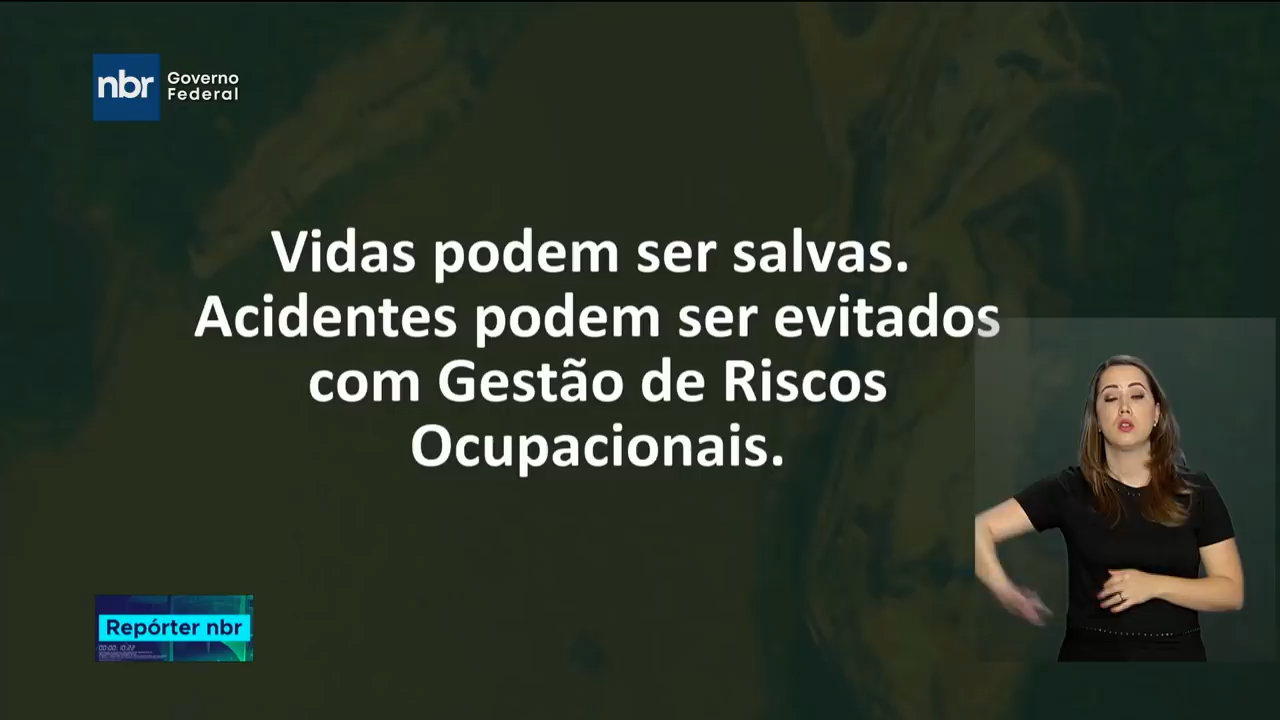 nbr
Governo
Federal
Vidas podem ser salvas.
Acidentes podem ser evitados
com Gestão de Riscos
Ocupacionais.
Repórter nbr